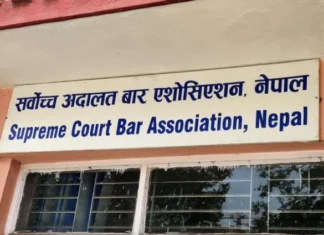 सर्वोच्च अदालत बार एशोसिएशन, नेपाल
Supreme Court Bar Association, Nepal